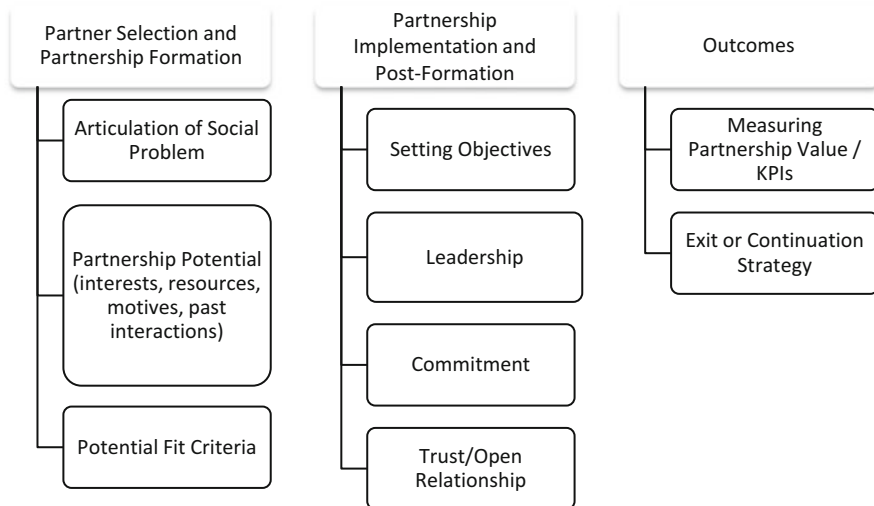 Partner Selection and
Partnership Formation
Articulation of Social
Problem
Partnership Potential
(interests, resources,
motives, past
interactions)
Potential Fit Criteria
Partnership
Implementation and
Post-Formation
Setting Objectives
Leadership
Commitment
Trust/Open
Relationship
Outcomes
Measuring
Partnership Value /
KPIs
Exit or Continuation
Strategy